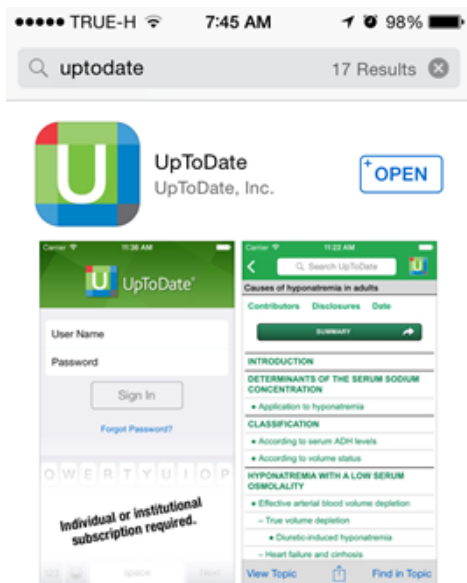 TRUE-H 7:45 AM 98%
uptodate 17 Results
U
UpToDate
UpToDate, Inc.
+ OPEN
Carrier 11:36 AM
U UpToDate®
User Name
Password
Sign In
Forgot Password?
Q W E R T Y U I O P
Individual or institutional
subscription required.
123 space Next
Carrier 11:22 AM
Search UpToDate U
Causes of hyponatremia in adults
Contributors Disclosures Date
SUMMARY
INTRODUCTION
DETERMINANTS OF THE SERUM SODIUM
CONCENTRATION
• Application to hyponatremia
CLASSIFICATION
• According to serum ADH levels
• According to volume status
HYPONATREMIA WITH A LOW SERUM
OSMOLALITY
• Effective arterial blood volume depletion
– True volume depletion
• Diuretic-induced hyponatremia
– Heart failure and cirrhosis
View Topic Find in Topic